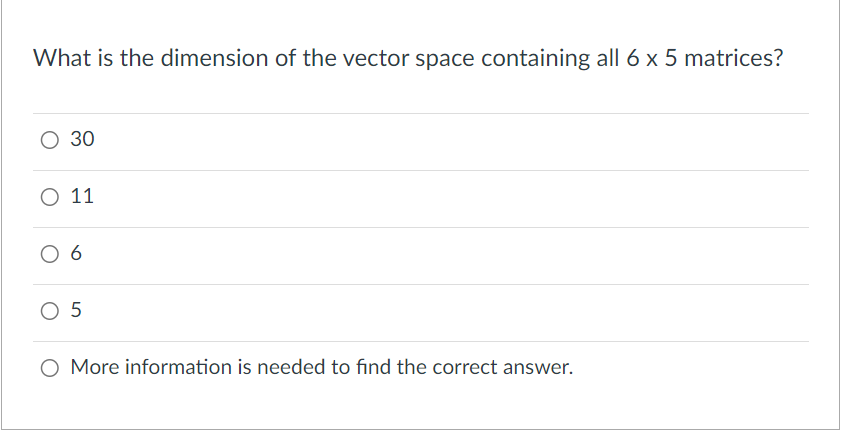 What is the dimension of the vector space containing all 6 x 5 matrices?
30
11
6
5
More information is needed to find the correct answer.